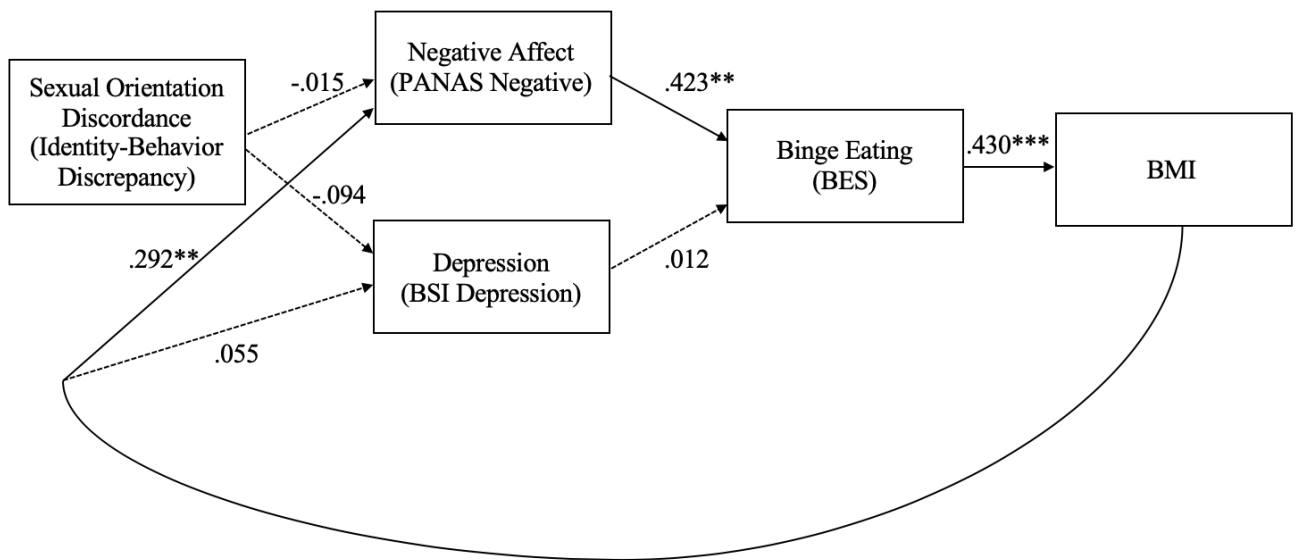 Sexual Orientation
Discordance
(Identity-Behavior
Discrepancy)
-.015
-.094
.292**
.055
Negative Affect
(PANAS Negative)
Depression
(BSI Depression)
.423**
.012
Binge Eating
(BES)
.430***
BMI